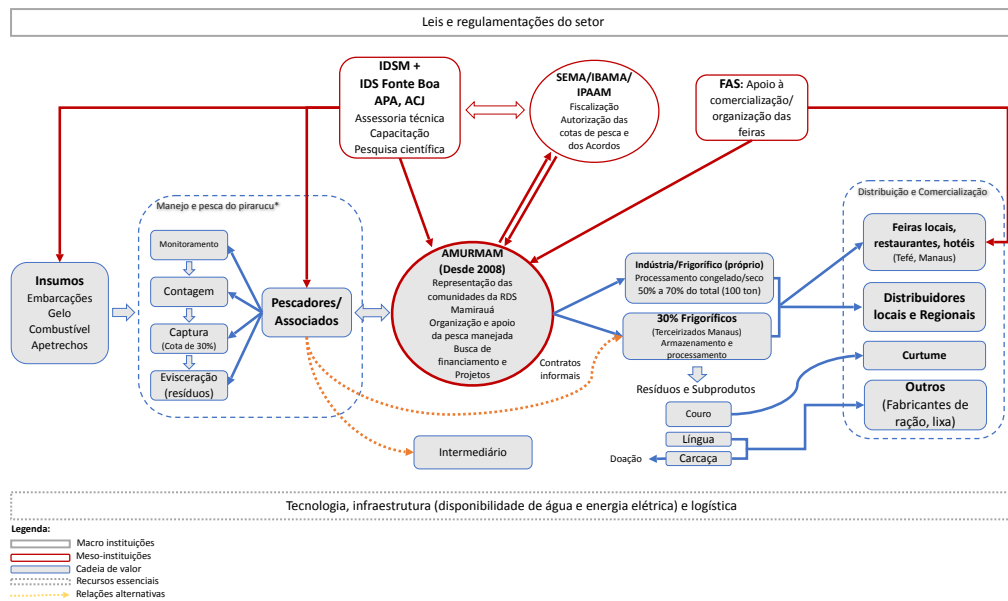 Leis e regulamentações do setor
IDSM +
IDS Fonte Boa
APA, ACJ
Assessoria técnica
Capacitação
Pesquisa científica
SEMA/IBAMA/
IPAAM
Fiscalização
Autorização das
cotas de pesca e
dos Acordos
FAS: Apoio à
comercialização/
organização das
feiras
Manejo e pesca do pirarucu*
Monitoramento
Contagem
Captura
(Cota de 30%)
Evisceração
(resíduos)
Insumos
Embarcações
Gelo
Combustível
Apetrechos
Pescadores/
Associados
AMURMAM
(Desde 2008)
Representação das
comunidades da RDS
Mamirauá
Organização e apoio
da pesca manejada
Busca de
financiamento e
Projetos
Contratos
informais
Intermediário
Indústria/Frigorífico (próprio)
Processamento congelado/seco
50% a 70% do total (100 ton)
30% Frigoríficos
(Terceirizados Manaus)
Armazenamento e
processamento
Resíduos e Subprodutos
Couro
Língua
Doação
Carcaça
Distribuição e Comercialização
Feiras locais,
restaurantes, hotéis
(Tefé, Manaus)
Distribuidores
locais e Regionais
Curtume
Outros
(Fabricantes de
ração, lixa)
Tecnologia, infraestrutura (disponibilidade de água e energia elétrica) e logística
Legenda:
Macro instituições
Meso-instituições
Cadeia de valor
Recursos essenciais
Relações alternativas